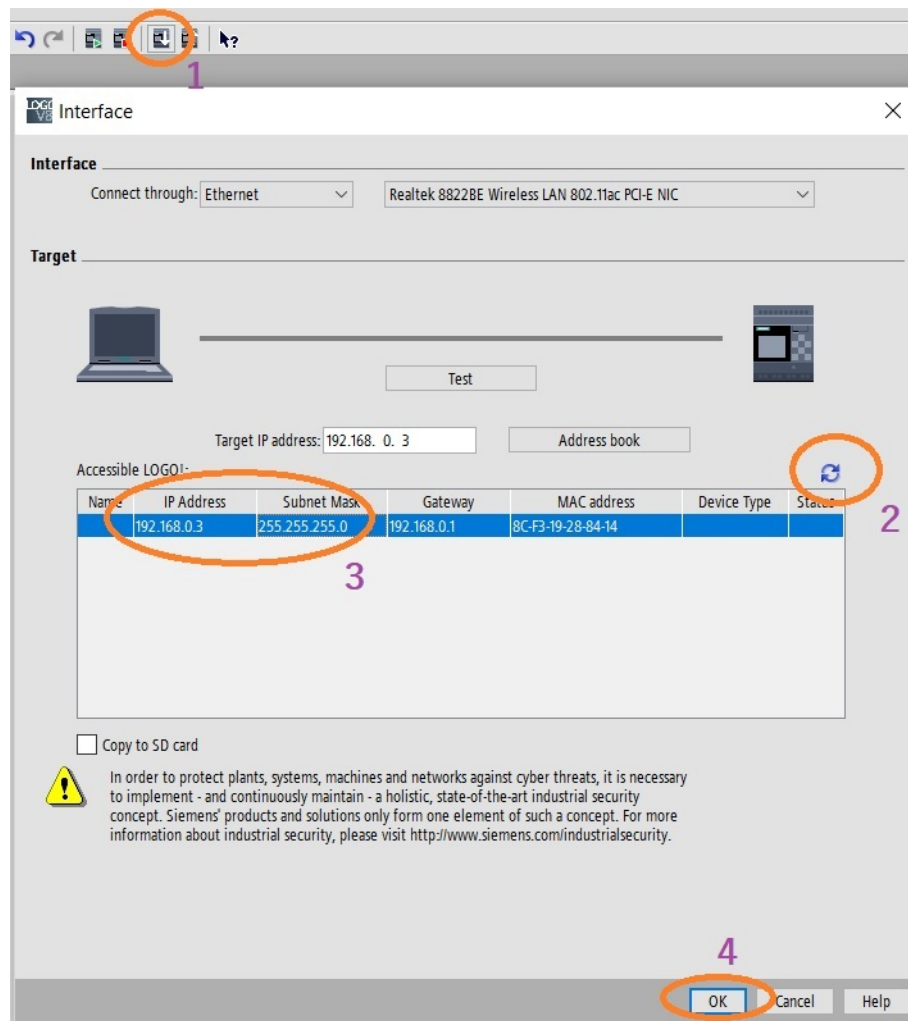 1
LOGO!
V8 Interface
Interface
Connect through: Ethernet Realtek 8822BE Wireless LAN 802.11ac PCI-E NIC
Target
Test
Target IP address: 192.168. 0. 3 Address book
Accessible LOGO!:
Name IP Address Subnet Mask Gateway MAC address Device Type Status
192.168.0.3 255.255.255.0 192.168.0.1 8C-F3-19-28-84-14
2
3
Copy to SD card
In order to protect plants, systems, machines and networks against cyber threats, it is necessary
to implement - and continuously maintain - a holistic, state-of-the-art industrial security
concept. Siemens' products and solutions only form one element of such a concept. For more
information about industrial security, please visit http://www.siemens.com/industrialsecurity.
4
OK Cancel Help